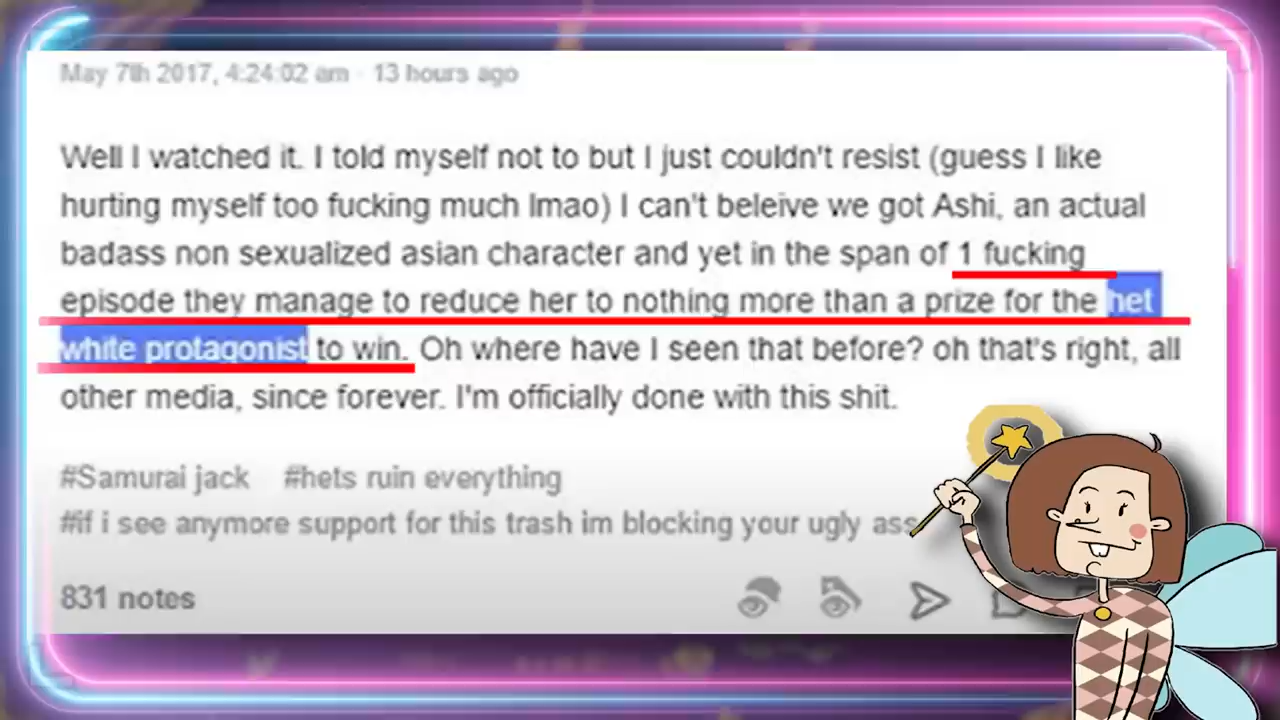 May 7th 2017, 4:24:02 am · 13 hours ago
Well I watched it. I told myself not to but I just couldn't resist (guess I like
hurting myself too fucking much lmao) I can't beleive we got Ashi, an actual
badass non sexualized asian character and yet in the span of 1 fucking
episode they manage to reduce her to nothing more than a prize for the het
white protagonist to win. Oh where have I seen that before? oh that's right, all
other media, since forever. I'm officially done with this shit.
#Samurai jack #hets ruin everything
#if i see anymore support for this trash im blocking your ugly ass
831 notes